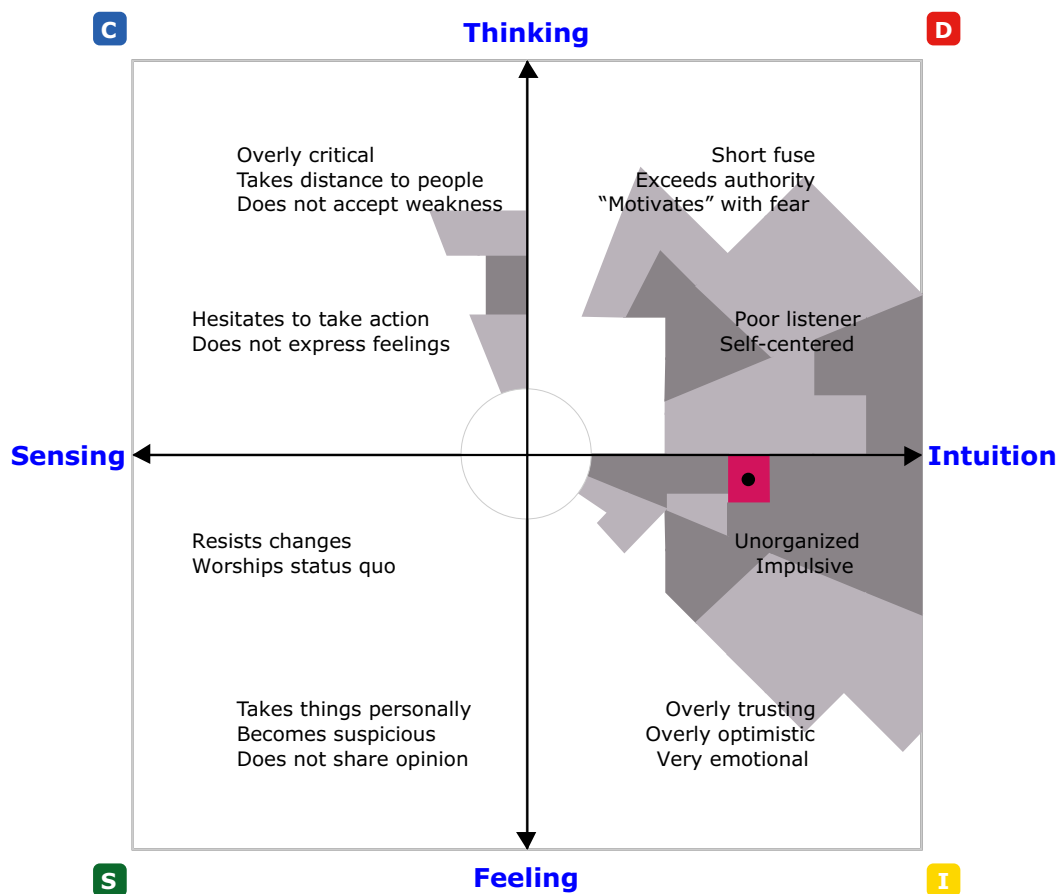 C
Thinking
D
Overly critical
Takes distance to people
Does not accept weakness
Short fuse
Exceeds authority
“Motivates” with fear
Hesitates to take action
Does not express feelings
Poor listener
Self-centered
Sensing
Intuition
Resists changes
Worships status quo
Unorganized
Impulsive
Takes things personally
Becomes suspicious
Does not share opinion
Overly trusting
Overly optimistic
Very emotional
S
Feeling
I